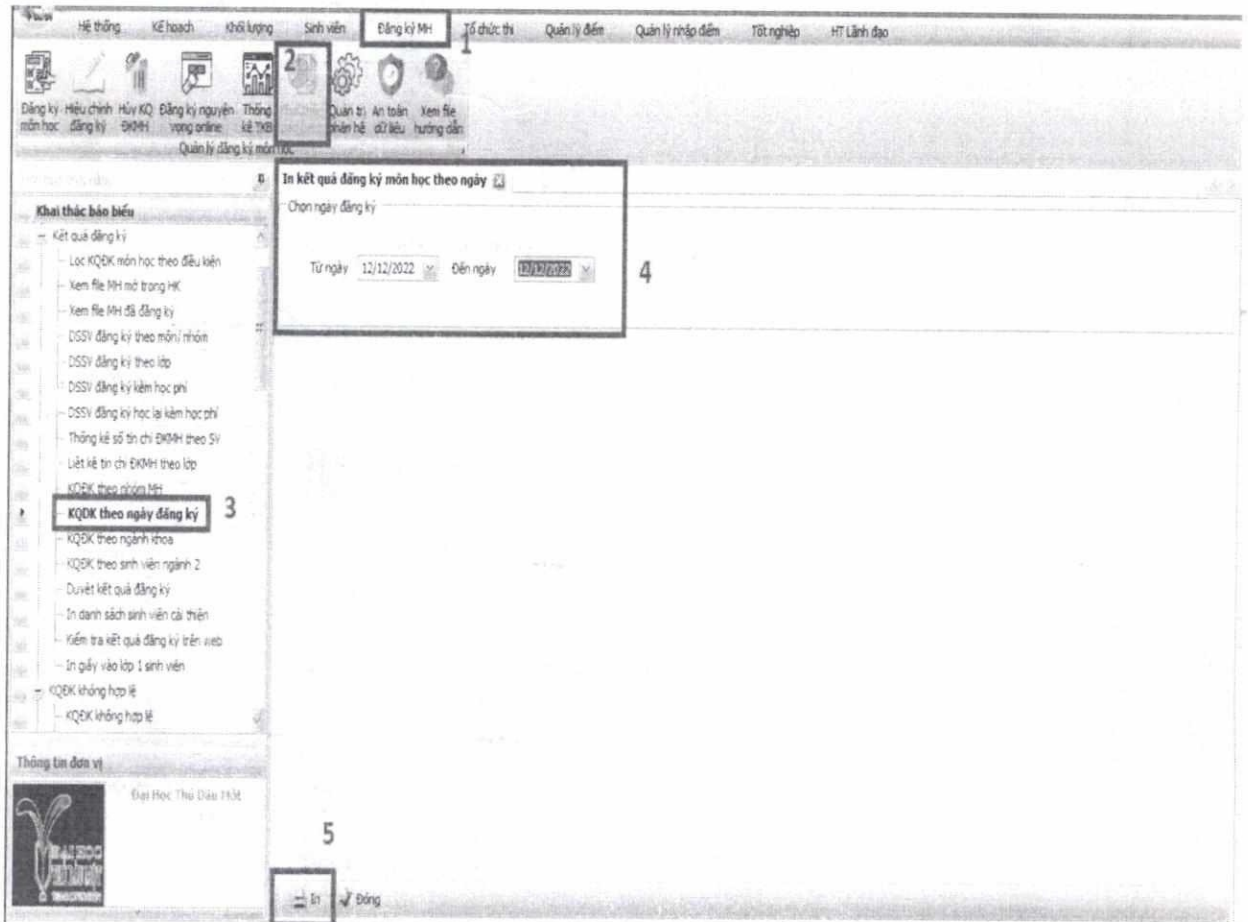 Hệ thống Kế hoạch Khối lượng Sinh viên Đăng ký MH Tổ chức thi Quản lý điểm Quản lý nhập điểm Tốt nghiệp HT Lãnh đạo
1
2
Đăng ký môn học
Hiệu chỉnh đăng ký
Hủy KQ ĐKMH
Đăng ký nguyện vọng online
Thống kê TKB
Quản trị phân hệ
An toàn dữ liệu
Xem file hướng dẫn
Quản lý đăng ký môn học
In kết quả đăng ký môn học theo ngày
Chọn ngày đăng ký
Từ ngày 12/12/2022 Đến ngày 12/12/2022
4
Khai thác báo biểu
Kết quả đăng ký
Lọc KQĐK môn học theo điều kiện
Xem file MH mở trong HK
Xem file MH đã đăng ký
DSSV đăng ký theo môn/ nhóm
DSSV đăng ký theo lớp
DSSV đăng ký kèm học phí
DSSV đăng ký học lại kèm học phí
Thống kê số tín chỉ ĐKMH theo SV
Liệt kê tín chỉ ĐKMH theo lớp
KQĐK theo nhóm MH
KQĐK theo ngày đăng ký
3
KQĐK theo ngành khoa
KQĐK theo sinh viên ngành 2
Duyệt kết quả đăng ký
In danh sách sinh viên cải thiện
Kiểm tra kết quả đăng ký trên web
In giấy vào lớp 1 sinh viên
KQĐK không hợp lệ
KQĐK không hợp lệ
Thông tin đơn vị
Đại Học Thủ Dầu Một
5
In Đóng